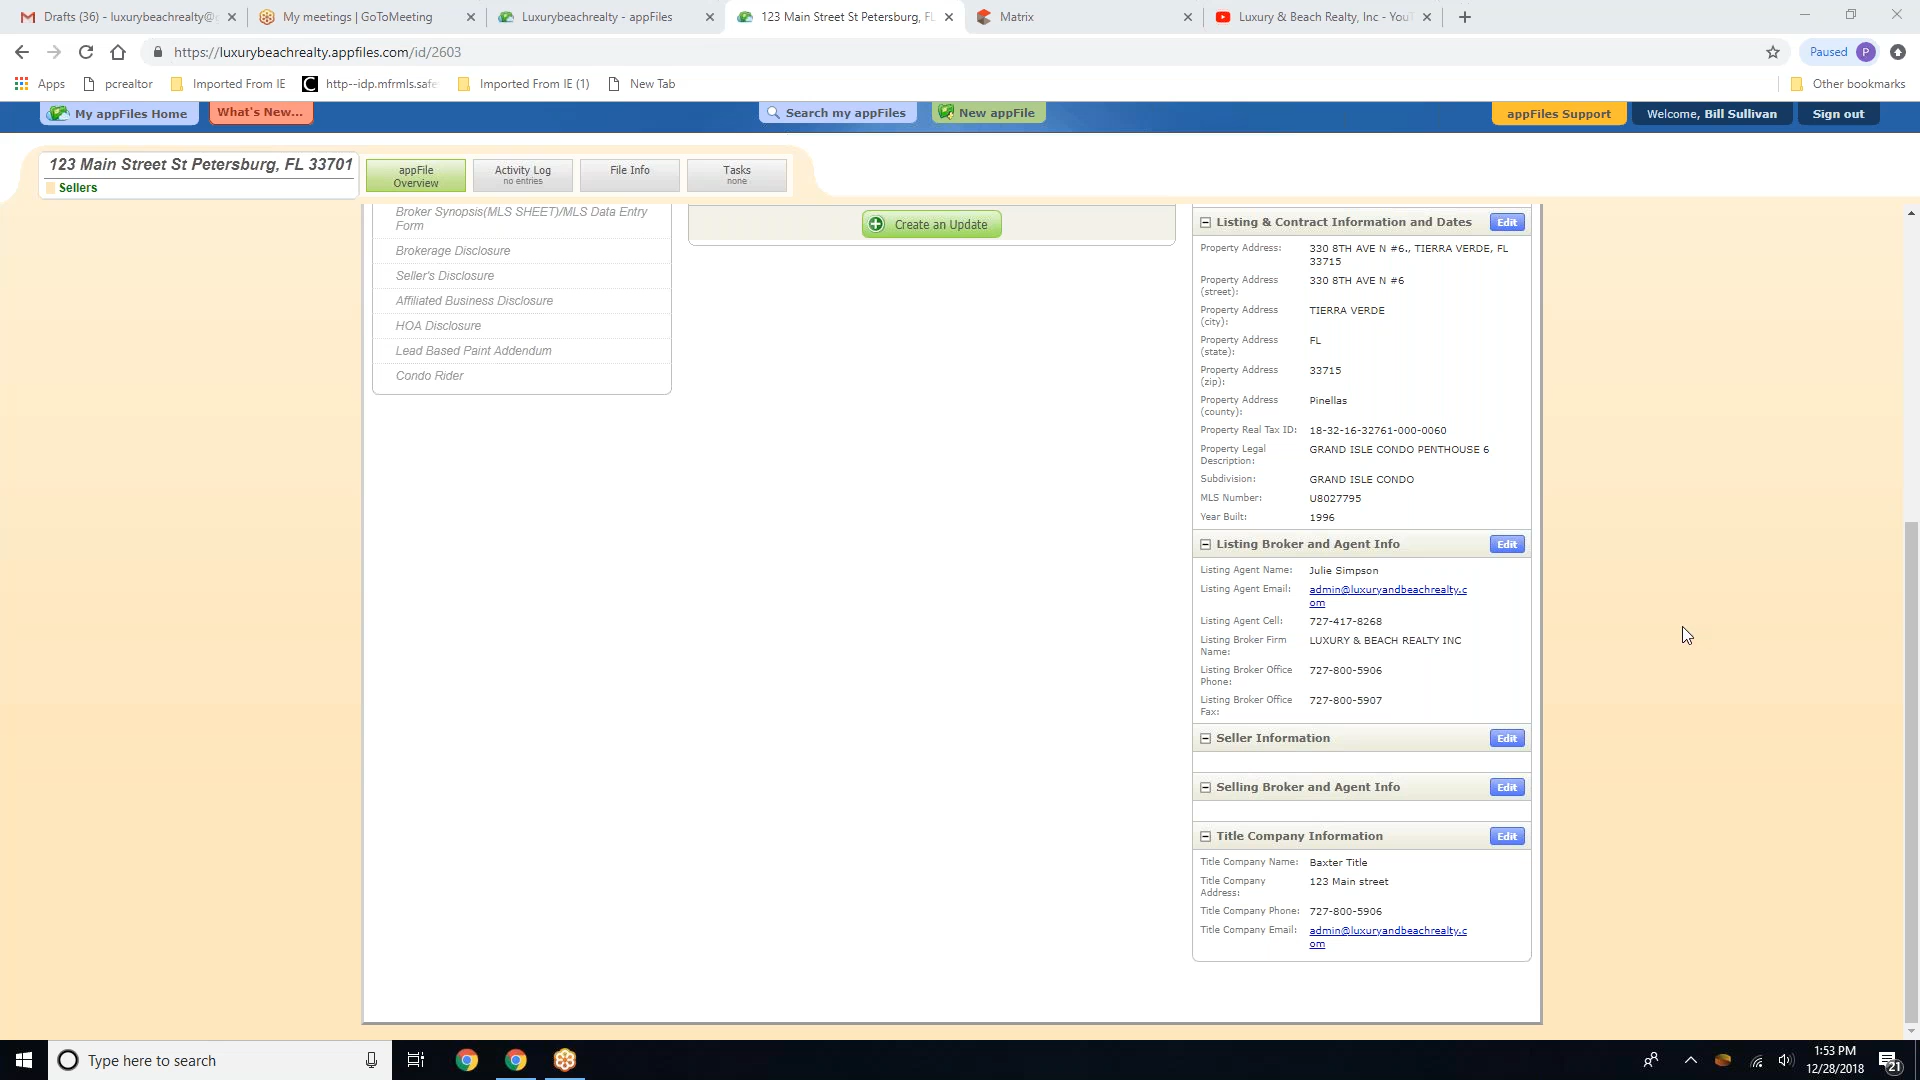 Drafts (36) - luxurybeachrealty@
My meetings | GoToMeeting
Luxurybeachrealty - appFiles
123 Main Street St Petersburg, FL
Matrix
Luxury & Beach Realty, Inc - YouT
https://luxurybeachrealty.appfiles.com/id/2603
Paused
P
Apps
pcrealtor
Imported From IE
http--idp.mfrmls.safe
Imported From IE (1)
New Tab
Other bookmarks
My appFiles Home
What's New...
Search my appFiles
New appFile
appFiles Support
Welcome, Bill Sullivan
Sign out
123 Main Street St Petersburg, FL 33701
Sellers
appFile
Overview
Activity Log
no entries
File Info
Tasks
none
Broker Synopsis(MLS SHEET)/MLS Data Entry
Form
Brokerage Disclosure
Seller's Disclosure
Affiliated Business Disclosure
HOA Disclosure
Lead Based Paint Addendum
Condo Rider
Create an Update
Listing & Contract Information and Dates
Edit
Property Address: 330 8TH AVE N #6., TIERRA VERDE, FL
33715
Property Address
(street):
330 8TH AVE N #6
Property Address
(city):
TIERRA VERDE
Property Address
(state):
FL
Property Address
(zip):
33715
Property Address
(county):
Pinellas
Property Real Tax ID: 18-32-16-32761-000-0060
Property Legal
Description:
GRAND ISLE CONDO PENTHOUSE 6
Subdivision: GRAND ISLE CONDO
MLS Number: U8027795
Year Built: 1996
Listing Broker and Agent Info
Edit
Listing Agent Name: Julie Simpson
Listing Agent Email: admin@luxuryandbeachrealty.c
om
Listing Agent Cell: 727-417-8268
Listing Broker Firm
Name:
LUXURY & BEACH REALTY INC
Listing Broker Office
Phone:
727-800-5906
Listing Broker Office
Fax:
727-800-5907
Seller Information
Edit
Selling Broker and Agent Info
Edit
Title Company Information
Edit
Title Company Name: Baxter Title
Title Company
Address:
123 Main street
Title Company Phone: 727-800-5906
Title Company Email: admin@luxuryandbeachrealty.c
om
Type here to search
1:53 PM
12/28/2018
21